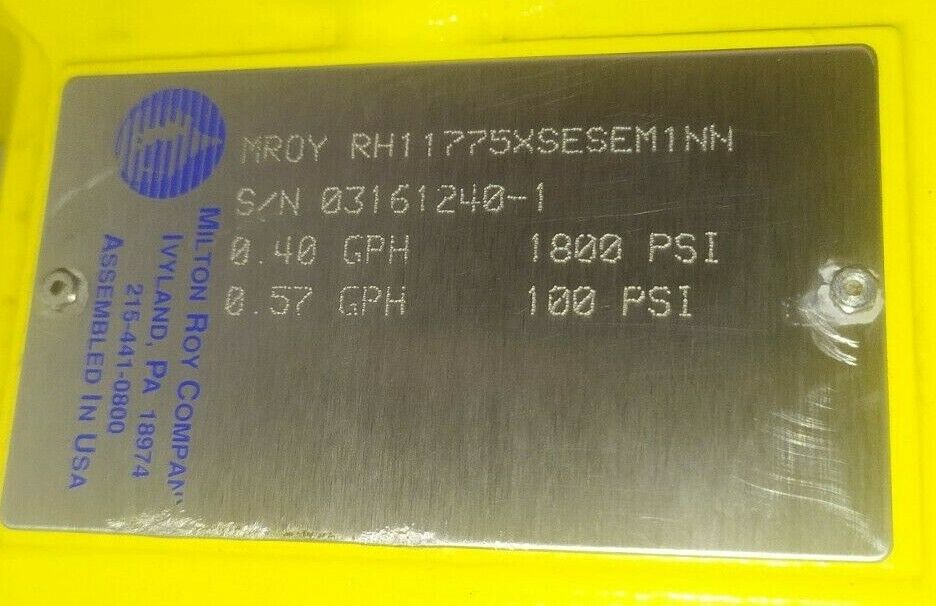 MROY RH11775XSESEM1NN
S/N 03161240-1
0.40 GPH 1800 PSI
0.57 GPH 100 PSI
MILTON ROY COMPANY
IVYLAND, PA 18974
215-441-0800
ASSEMBLED IN USA